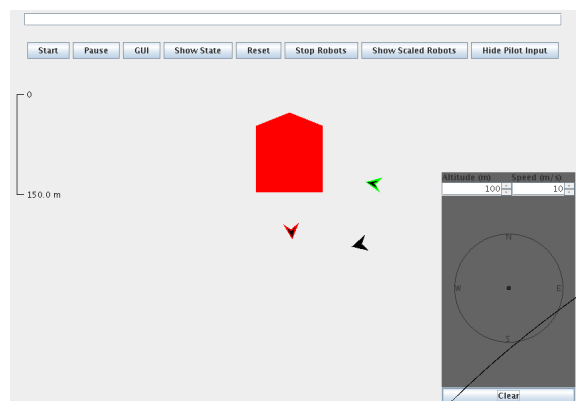 Start Pause GUI Show State Reset Stop Robots Show Scaled Robots Hide Pilot Input
0
150.0 m
Altitude (m) Speed (m/s)
100 10
N
W E
S
Clear